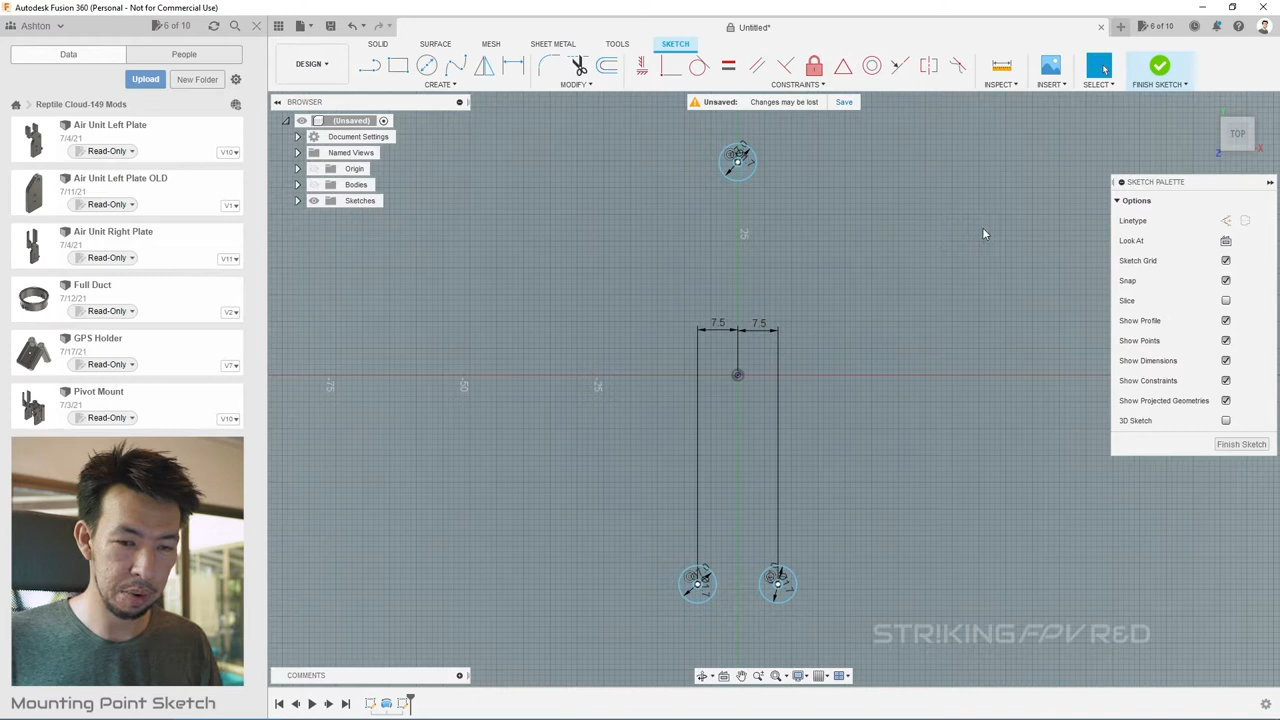 Autodesk Fusion 360 (Personal - Not for Commercial Use)
Ashton
6 of 10
Untitled*
6 of 10
Data
People
Upload
New Folder
Reptile Cloud-149 Mods
Air Unit Left Plate
7/4/21
Read-Only
V10
Air Unit Left Plate OLD
7/11/21
Read-Only
V1
Air Unit Right Plate
7/4/21
Read-Only
V11
Full Duct
7/12/21
Read-Only
V2
GPS Holder
7/17/21
Read-Only
V7
Pivot Mount
7/3/21
Read-Only
V10
Mounting Point Sketch
DESIGN
SOLID
SURFACE
MESH
SHEET METAL
TOOLS
SKETCH
CREATE
MODIFY
CONSTRAINTS
INSPECT
INSERT
SELECT
FINISH SKETCH
BROWSER
(Unsaved)
Document Settings
Named Views
Origin
Bodies
Sketches
Unsaved: Changes may be lost Save
TOP
X
Z
25
7.5 7.5
-75 -50 -25
SKETCH PALETTE
Options
Linetype
Look At
Sketch Grid
Snap
Slice
Show Profile
Show Points
Show Dimensions
Show Constraints
Show Projected Geometries
3D Sketch
Finish Sketch
STRIKING FPV R&D
COMMENTS